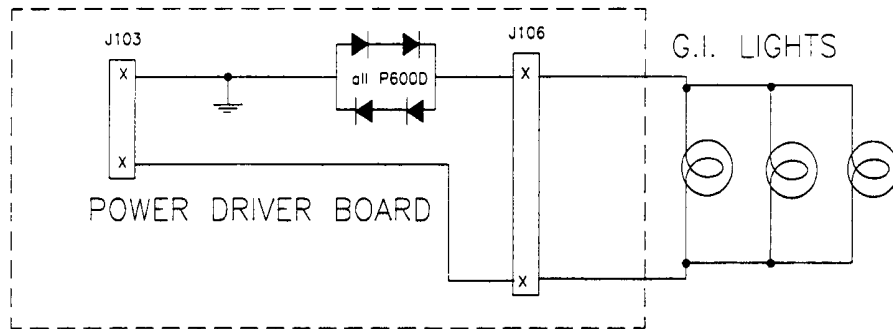 J103
J106
G.I. LIGHTS
X
all P600D
X
X
POWER DRIVER BOARD
X